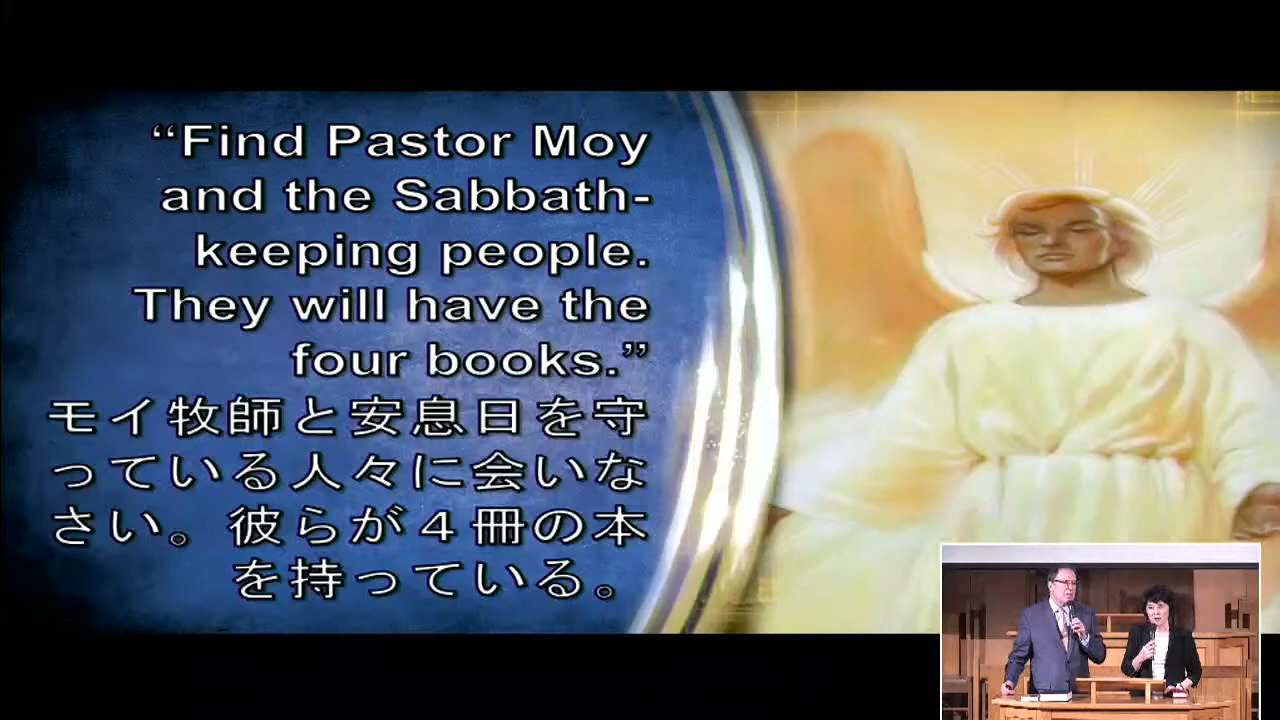 “Find Pastor Moy
and the Sabbath-
keeping people.
They will have the
four books.”
モイ牧師と安息日を守
っている人々に会いな
さい。彼らが４冊の本
を持っている。